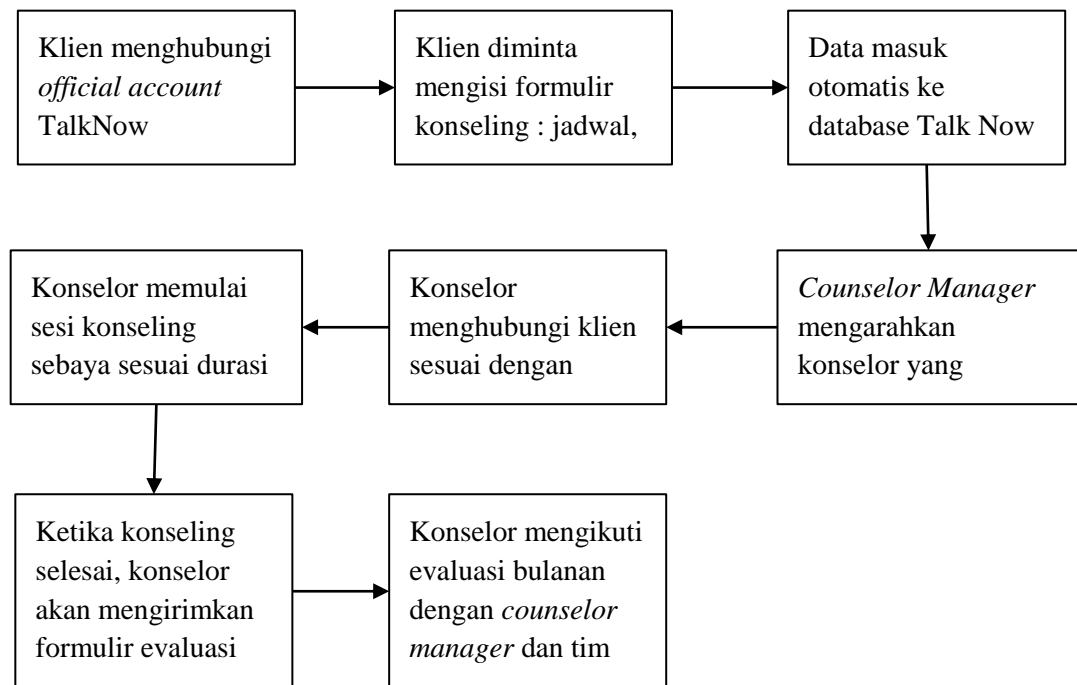 Klien menghubungi
official account
TalkNow
Klien diminta
mengisi formulir
konseling : jadwal,
Data masuk
otomatis ke
database Talk Now
Counselor Manager
mengarahkan
konselor yang
Konselor
menghubungi klien
sesuai dengan
Konselor memulai
sesi konseling
sebaya sesuai durasi
Ketika konseling
selesai, konselor
akan mengirimkan
formulir evaluasi
Konselor mengikuti
evaluasi bulanan
dengan counselor
manager dan tim